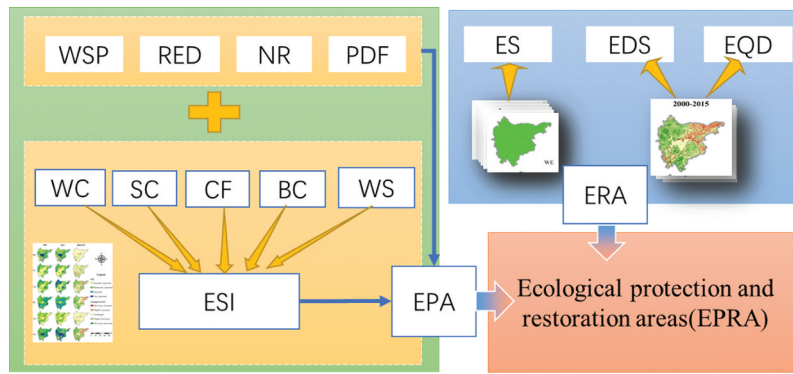 WSP RED NR PDF
WC SC CF BC WS
ESI
EPA
ES EDS EQD
2000-2015
WE
ERA
Ecological protection and
restoration areas(EPRA)